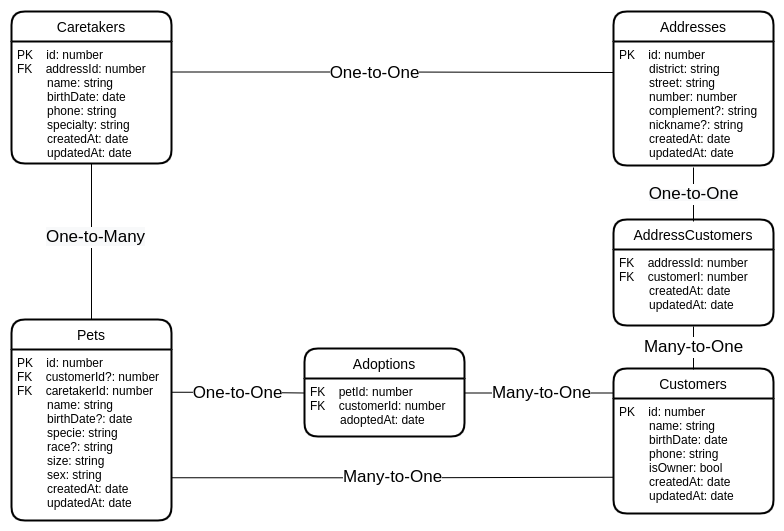 Caretakers
PK id: number
FK addressId: number
name: string
birthDate: date
phone: string
specialty: string
createdAt: date
updatedAt: date
One-to-One
Addresses
PK id: number
district: string
street: string
number: number
complement?: string
nickname?: string
createdAt: date
updatedAt: date
One-to-Many
One-to-One
AddressCustomers
FK addressId: number
FK customerI: number
createdAt: date
updatedAt: date
Many-to-One
Pets
PK id: number
FK customerId?: number
FK caretakerId: number
name: string
birthDate?: date
specie: string
race?: string
size: string
sex: string
createdAt: date
updatedAt: date
One-to-One
Adoptions
FK petId: number
FK customerId: number
adoptedAt: date
Many-to-One
Many-to-One
Customers
PK id: number
name: string
birthDate: date
phone: string
isOwner: bool
createdAt: date
updatedAt: date